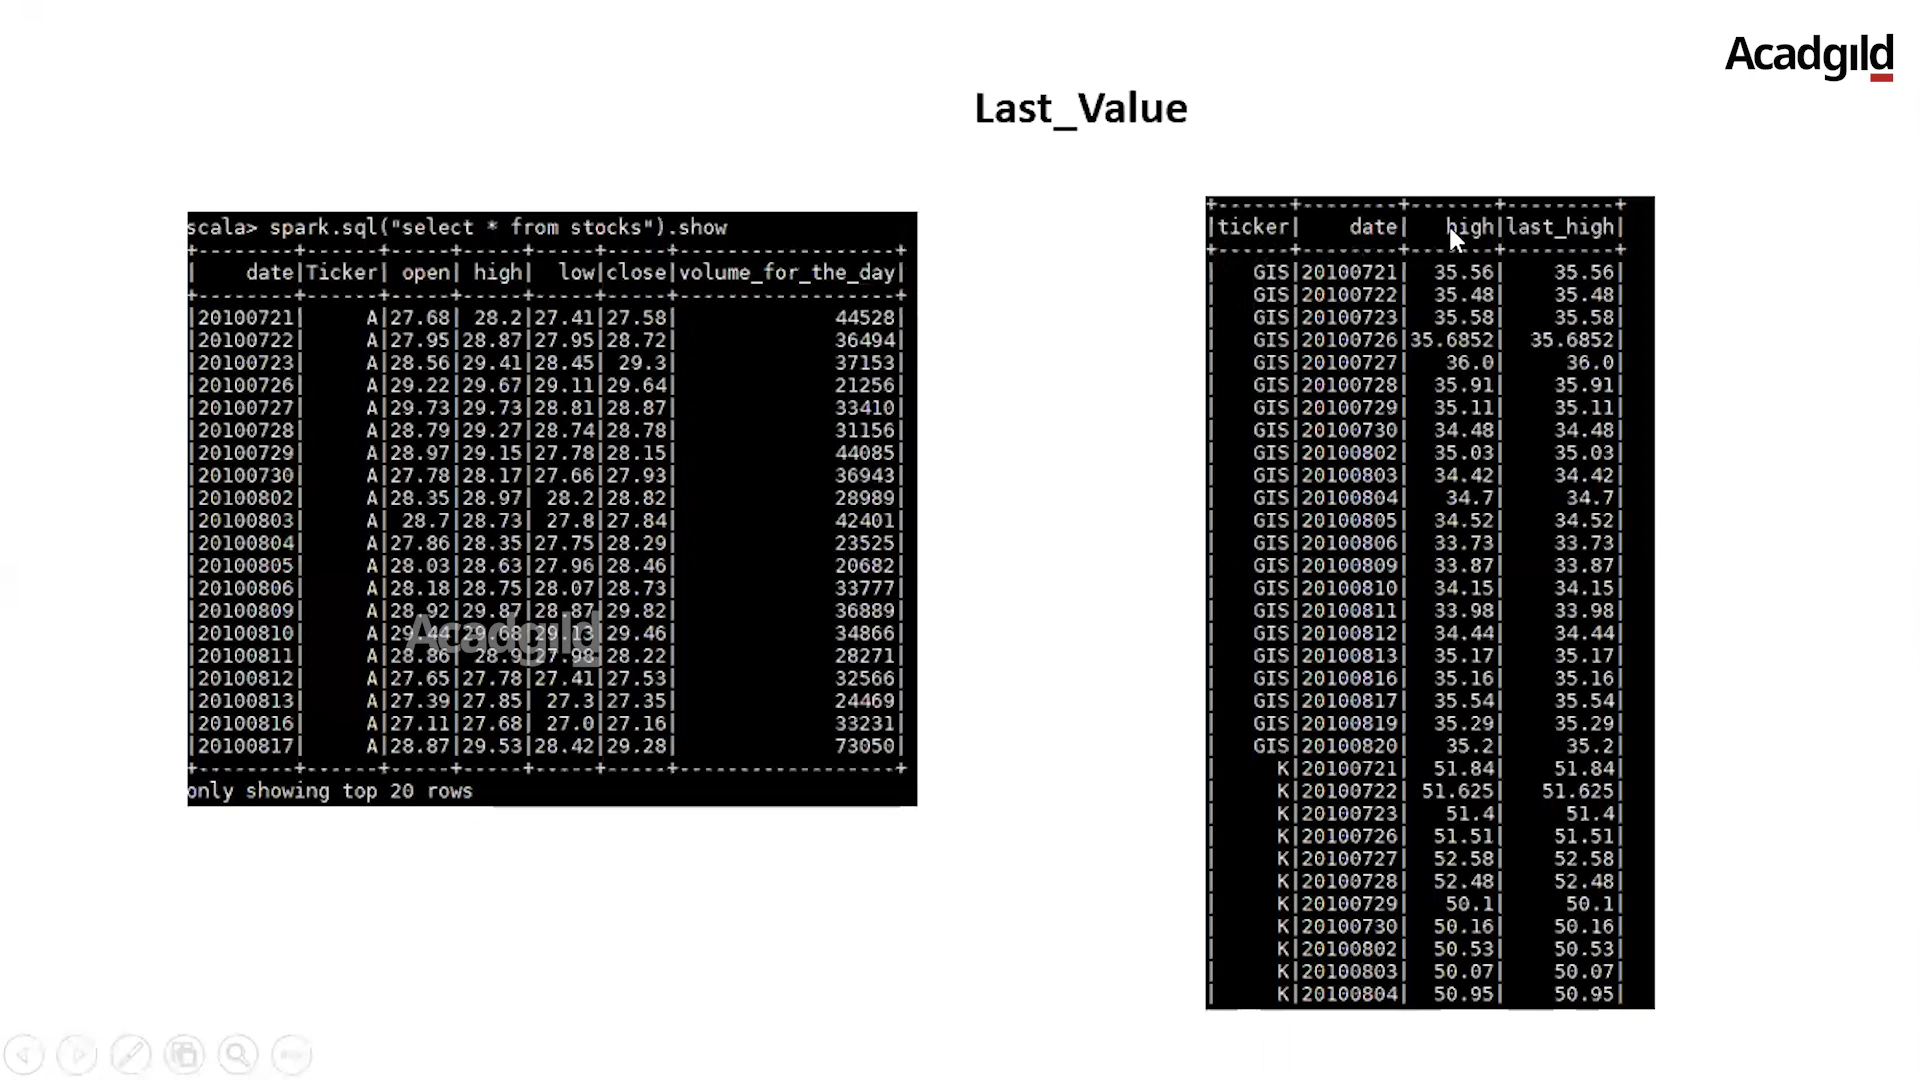 Acadgild
Last_Value
scala> spark.sql("select * from stocks").show
+--------+------+-----+-----+-----+-----+------------------+
|    date|Ticker| open| high|  low|close|volume_for_the_day|
+--------+------+-----+-----+-----+-----+------------------+
|20100721|     A|27.68| 28.2|27.41|27.58|             44528|
|20100722|     A|27.95|28.87|27.95|28.72|             36494|
|20100723|     A|28.56|29.41|28.45| 29.3|             37153|
|20100726|     A|29.22|29.67|29.11|29.64|             21256|
|20100727|     A|29.73|29.73|28.81|28.87|             33410|
|20100728|     A|28.79|29.27|28.74|28.78|             31156|
|20100729|     A|28.97|29.15|27.78|28.15|             44085|
|20100730|     A|27.78|28.17|27.66|27.93|             36943|
|20100802|     A|28.35|28.97| 28.2|28.82|             28989|
|20100803|     A| 28.7|28.73| 27.8|27.84|             42401|
|20100804|     A|27.86|28.35|27.75|28.29|             23525|
|20100805|     A|28.03|28.63|27.96|28.46|             20682|
|20100806|     A|28.18|28.75|28.07|28.73|             33777|
|20100809|     A|28.92|29.87|28.87|29.82|             36889|
|20100810|     A|29.44|29.68|29.13|29.46|             34866|
|20100811|     A|28.86| 28.9|27.98|28.22|             28271|
|20100812|     A|27.65|27.78|27.41|27.53|             32566|
|20100813|     A|27.39|27.85| 27.3|27.35|             24469|
|20100816|     A|27.11|27.68| 27.0|27.16|             33231|
|20100817|     A|28.87|29.53|28.42|29.28|             73050|
+--------+------+-----+-----+-----+-----+------------------+
only showing top 20 rows
Acadgild
+------+--------+-------+---------+
|ticker|    date|   high|last_high|
+------+--------+-------+---------+
|   GIS|20100721|  35.56|    35.56|
|   GIS|20100722|  35.48|    35.48|
|   GIS|20100723|  35.58|    35.58|
|   GIS|20100726|35.6852|  35.6852|
|   GIS|20100727|   36.0|     36.0|
|   GIS|20100728|  35.91|    35.91|
|   GIS|20100729|  35.11|    35.11|
|   GIS|20100730|  34.48|    34.48|
|   GIS|20100802|  35.03|    35.03|
|   GIS|20100803|  34.42|    34.42|
|   GIS|20100804|   34.7|     34.7|
|   GIS|20100805|  34.52|    34.52|
|   GIS|20100806|  33.73|    33.73|
|   GIS|20100809|  33.87|    33.87|
|   GIS|20100810|  34.15|    34.15|
|   GIS|20100811|  33.98|    33.98|
|   GIS|20100812|  34.44|    34.44|
|   GIS|20100813|  35.17|    35.17|
|   GIS|20100816|  35.16|    35.16|
|   GIS|20100817|  35.54|    35.54|
|   GIS|20100819|  35.29|    35.29|
|   GIS|20100820|   35.2|     35.2|
|     K|20100721|  51.84|    51.84|
|     K|20100722| 51.625|   51.625|
|     K|20100723|   51.4|     51.4|
|     K|20100726|  51.51|    51.51|
|     K|20100727|  52.58|    52.58|
|     K|20100728|  52.48|    52.48|
|     K|20100729|   50.1|     50.1|
|     K|20100730|  50.16|    50.16|
|     K|20100802|  50.53|    50.53|
|     K|20100803|  50.07|    50.07|
|     K|20100804|  50.95|    50.95|